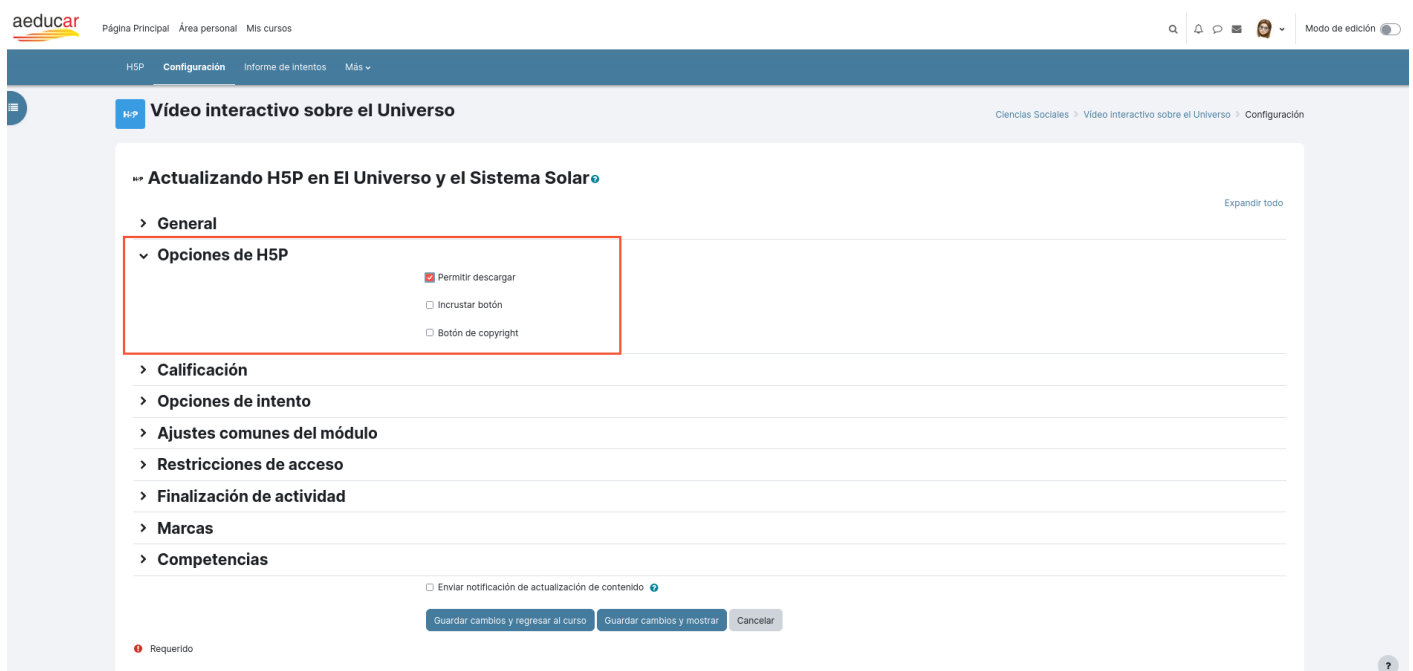 aeducar
Página Principal Área personal Mis cursos
Modo de edición
H5P Configuración Informe de intentos Más
H5P Vídeo interactivo sobre el Universo
Ciencias Sociales > Vídeo interactivo sobre el Universo > Configuración
H5P Actualizando H5P en El Universo y el Sistema Solar ?
Expandir todo
General
Opciones de H5P
Permitir descargar
Incrustar botón
Botón de copyright
Calificación
Opciones de intento
Ajustes comunes del módulo
Restricciones de acceso
Finalización de actividad
Marcas
Competencias
Enviar notificación de actualización de contenido ?
Guardar cambios y regresar al curso Guardar cambios y mostrar Cancelar
! Requerido
?